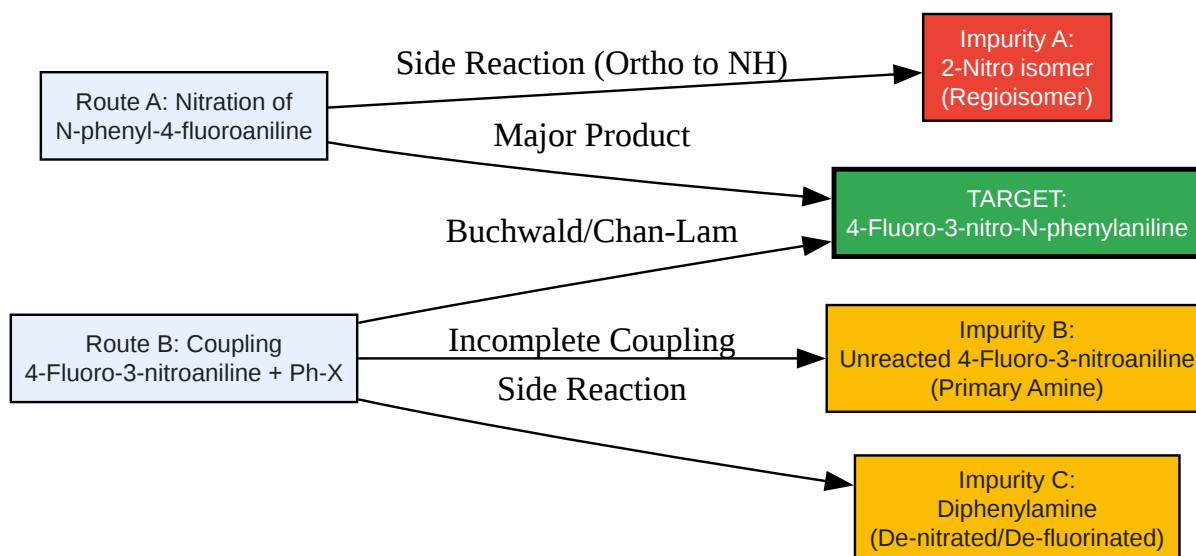 Route A: Nitration of
N-phenyl-4-fluoroaniline
Side Reaction (Ortho to NH)
Impurity A:
2-Nitro isomer
(Regioisomer)
Major Product
TARGET:
4-Fluoro-3-nitro-N-phenylaniline
Buchwald/Chan-Lam
Route B: Coupling
4-Fluoro-3-nitroaniline + Ph-X
Incomplete Coupling
Impurity B:
Unreacted 4-Fluoro-3-nitroaniline
(Primary Amine)
Side Reaction
Impurity C:
Diphenylamine
(De-nitrated/De-fluorinated)